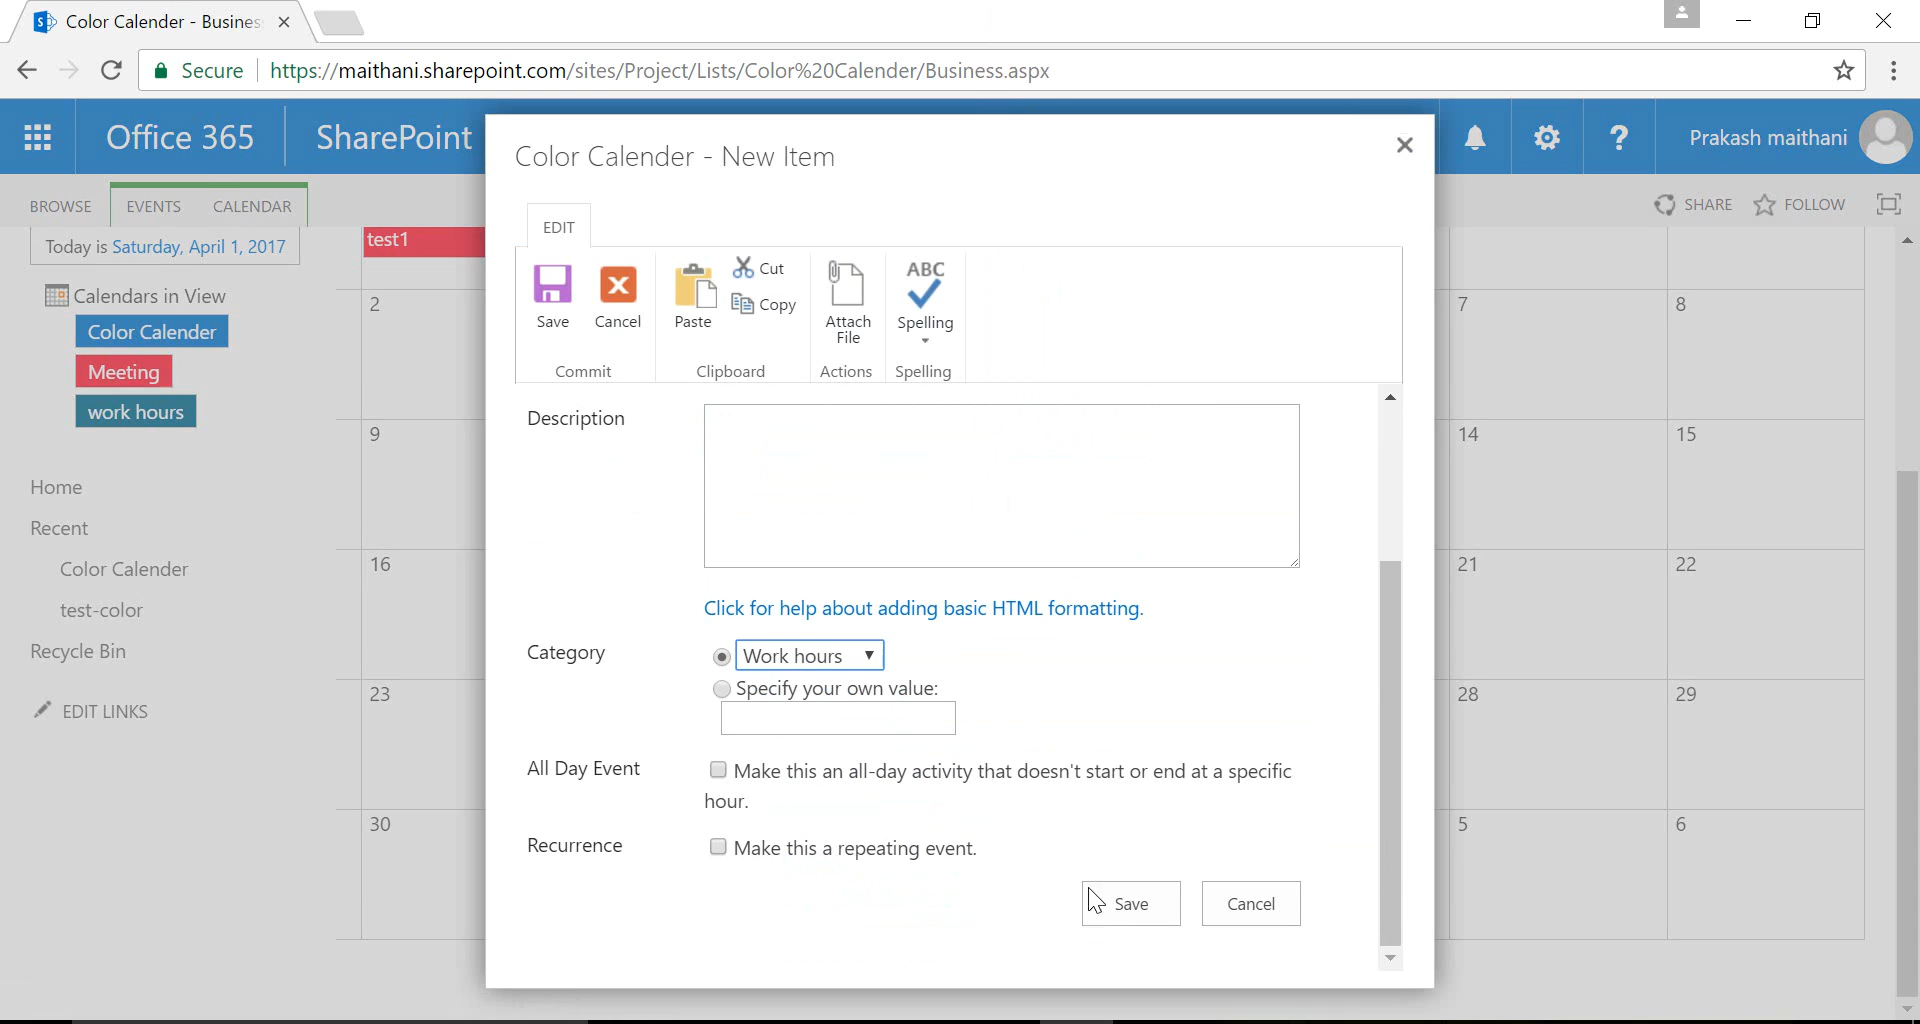 Color Calender - Busines
Secure https://maithani.sharepoint.com/sites/Project/Lists/Color%20Calender/Business.aspx
Office 365 SharePoint ? Prakash maithani
BROWSE EVENTS CALENDAR SHARE FOLLOW
Today is Saturday, April 1, 2017
Calendars in View
Color Calender
Meeting
work hours
Home
Recent
Color Calender
test-color
Recycle Bin
EDIT LINKS
test1
2 7 8
9 14 15
16 21 22
23 28 29
30 5 6
Color Calender - New Item
EDIT
Save Cancel Paste Cut Copy Attach File ABC Spelling
Commit Clipboard Actions Spelling
Description
Click for help about adding basic HTML formatting.
Category Work hours
Specify your own value:
All Day Event Make this an all-day activity that doesn't start or end at a specific
hour.
Recurrence Make this a repeating event.
Save Cancel